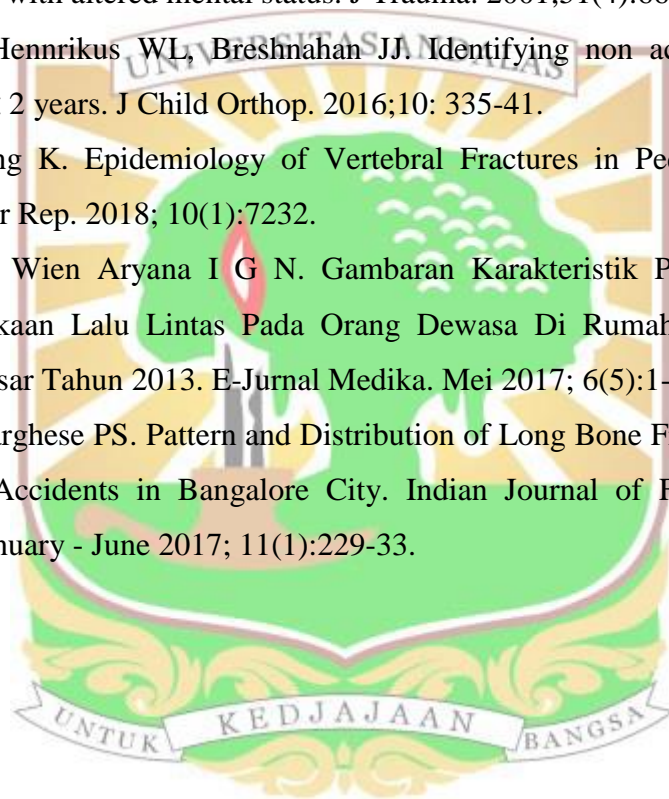 with altered mental status. J Trauma. 2001;51(4):
Hennrikus WL, Breshnahan JJ. Identifying non ac
UNIVERSITAS ANDALAS
2 years. J Child Orthop. 2016;10: 335-41.
ng K. Epidemiology of Vertebral Fractures in Pe
r Rep. 2018; 10(1):7232.
Wien Aryana I G N. Gambaran Karakteristik P
kaan Lalu Lintas Pada Orang Dewasa Di Rumah
sar Tahun 2013. E-Jurnal Medika. Mei 2017; 6(5):1-
arghese PS. Pattern and Distribution of Long Bone F
Accidents in Bangalore City. Indian Journal of F
nuary - June 2017; 11(1):229-33.
UNTUK KEDJAJAAN BANGSA